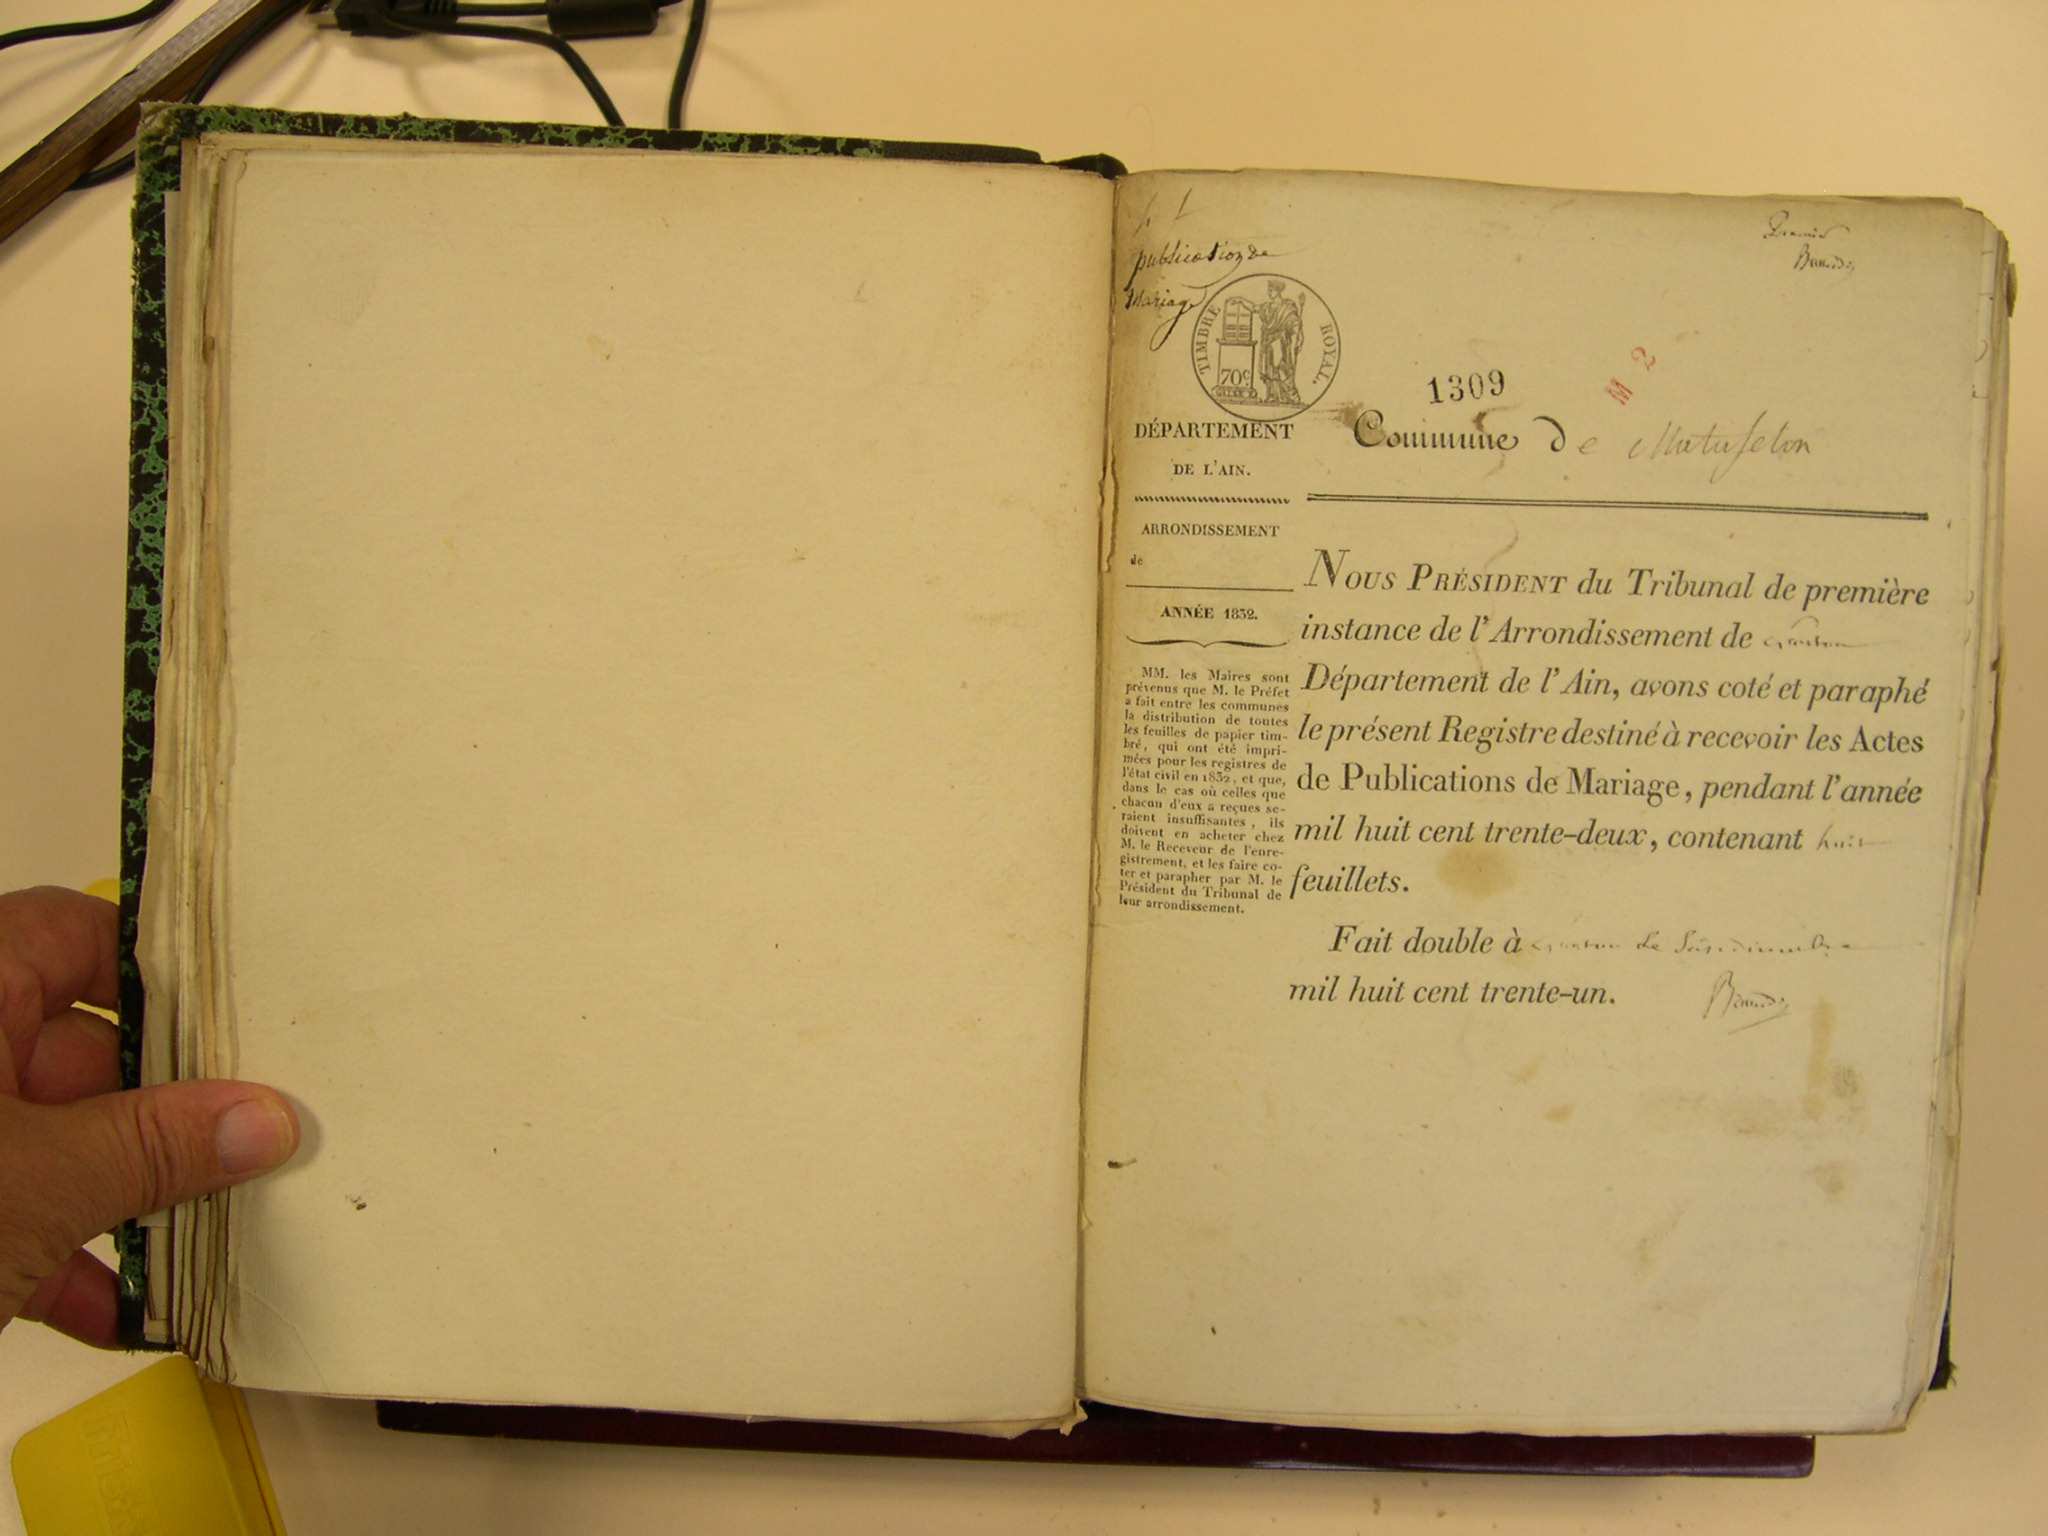 publication de
Mariage
Premier
TIMBRE ROYAL.
70c
1309
M 2
DÉPARTEMENT
DE L'AIN.
Commune de
ARRONDISSEMENT
de
ANNÉE 1832.
MM. les Maires sont
prévenus que M. le Préfet
a fait entre les communes
la distribution de toutes
les feuilles de papier tim-
bré, qui ont été impri-
mées pour les registres de
l'état civil en 1832, et que,
dans le cas où celles que
chacun d'eux a reçues se-
raient insuffisantes, ils
doivent en acheter chez
M. le Receveur de l'enre-
gistrement, et les faire co-
ter et parapher par M. le
Président du Tribunal de
leur arrondissement.
NOUS PRÉSIDENT du Tribunal de première
instance de l'Arrondissement de
Département de l'Ain, avons coté et paraphé
le présent Registre destiné à recevoir les Actes
de Publications de Mariage, pendant l'année
mil huit cent trente-deux, contenant huit
feuillets.
Fait double à
mil huit cent trente-un.